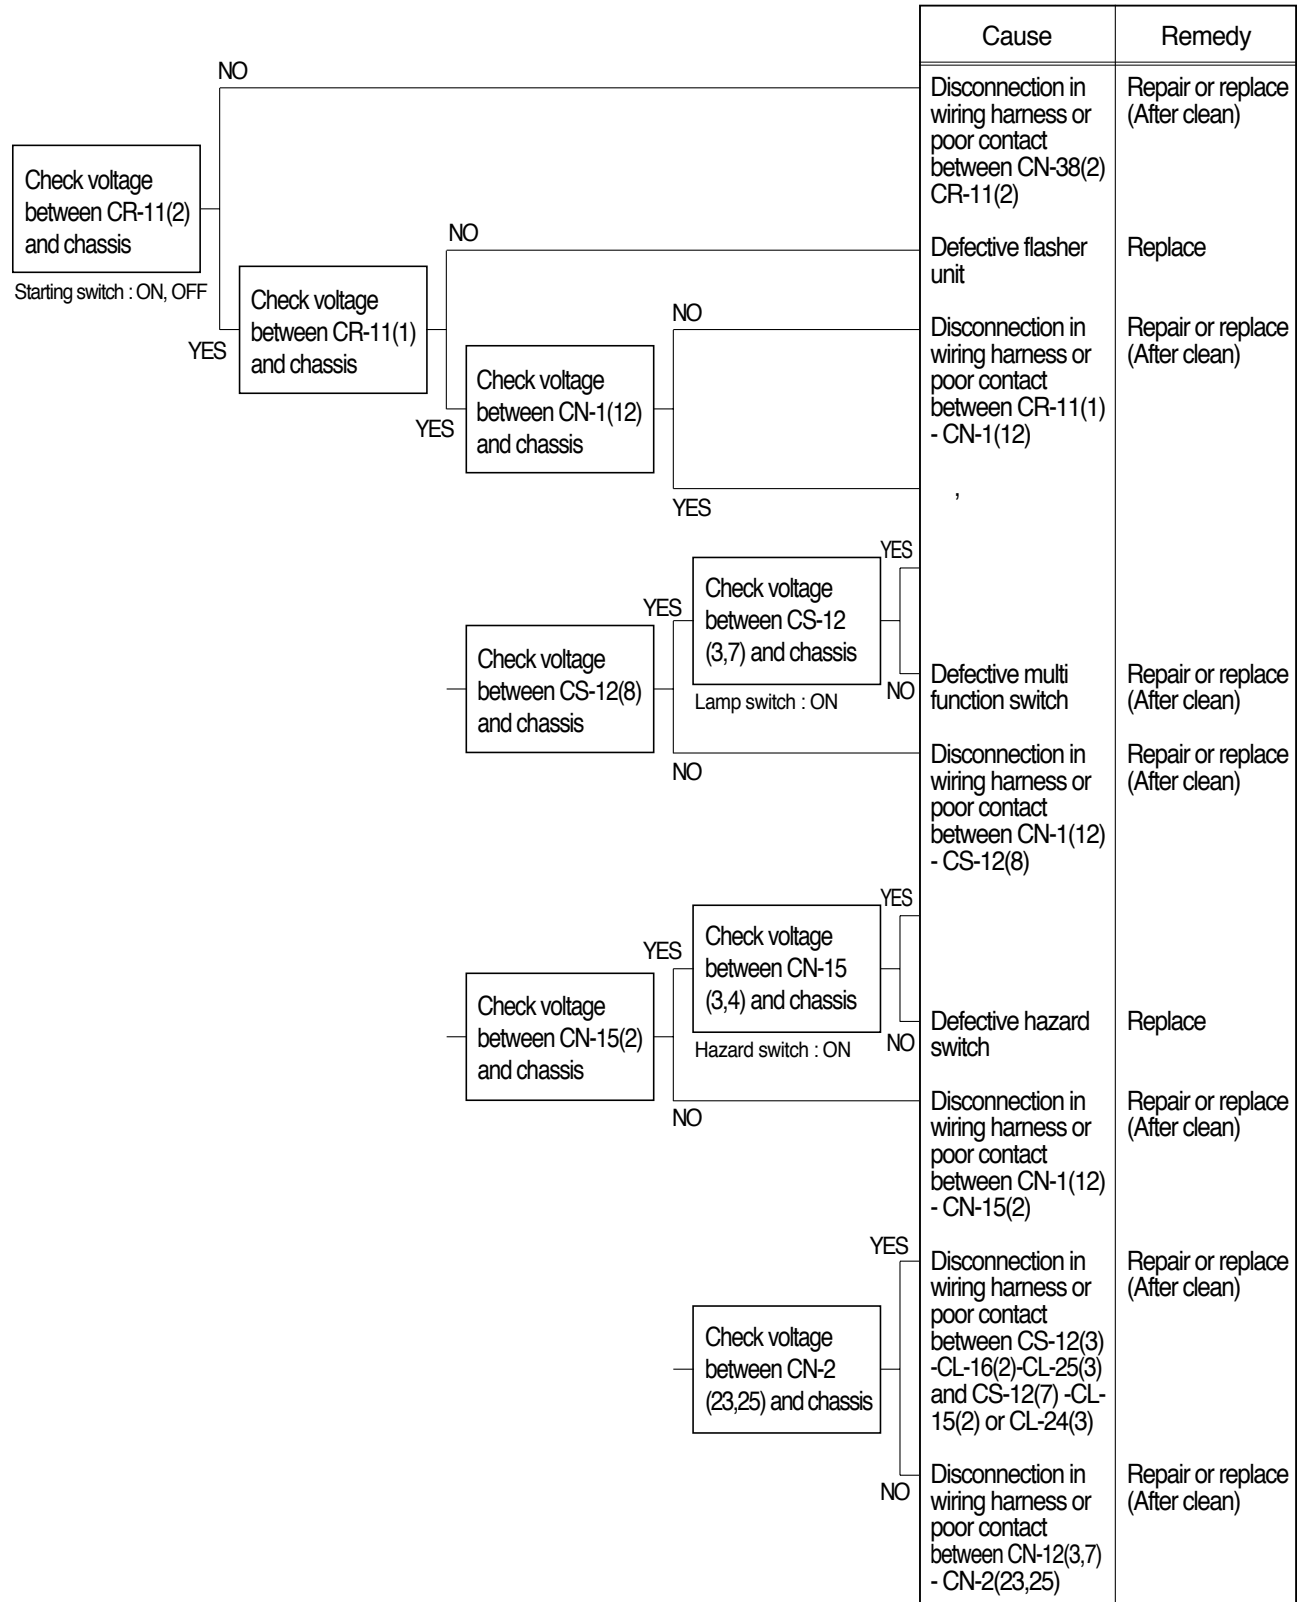 Cause
Remedy
NO
Disconnection in
wiring harness or
poor contact
between CN-38(2)
CR-11(2)
Repair or replace
(After clean)
Check voltage
between CR-11(2)
and chassis
Starting switch : ON, OFF
NO
Defective flasher
unit
Replace
YES
Check voltage
between CR-11(1)
and chassis
NO
Disconnection in
wiring harness or
poor contact
between CR-11(1)
- CN-1(12)
Repair or replace
(After clean)
YES
Check voltage
between CN-1(12)
and chassis
YES
,
YES
Check voltage
between CS-12
(3,7) and chassis
Lamp switch : ON
YES
Check voltage
between CS-12(8)
and chassis
NO
Defective multi
function switch
Repair or replace
(After clean)
NO
Disconnection in
wiring harness or
poor contact
between CN-1(12)
- CS-12(8)
Repair or replace
(After clean)
YES
Check voltage
between CN-15
(3,4) and chassis
Hazard switch : ON
YES
Check voltage
between CN-15(2)
and chassis
NO
Defective hazard
switch
Replace
NO
Disconnection in
wiring harness or
poor contact
between CN-1(12)
- CN-15(2)
Repair or replace
(After clean)
YES
Disconnection in
wiring harness or
poor contact
between CS-12(3)
-CL-16(2)-CL-25(3)
and CS-12(7) -CL-
15(2) or CL-24(3)
Repair or replace
(After clean)
Check voltage
between CN-2
(23,25) and chassis
NO
Disconnection in
wiring harness or
poor contact
between CN-12(3,7)
- CN-2(23,25)
Repair or replace
(After clean)